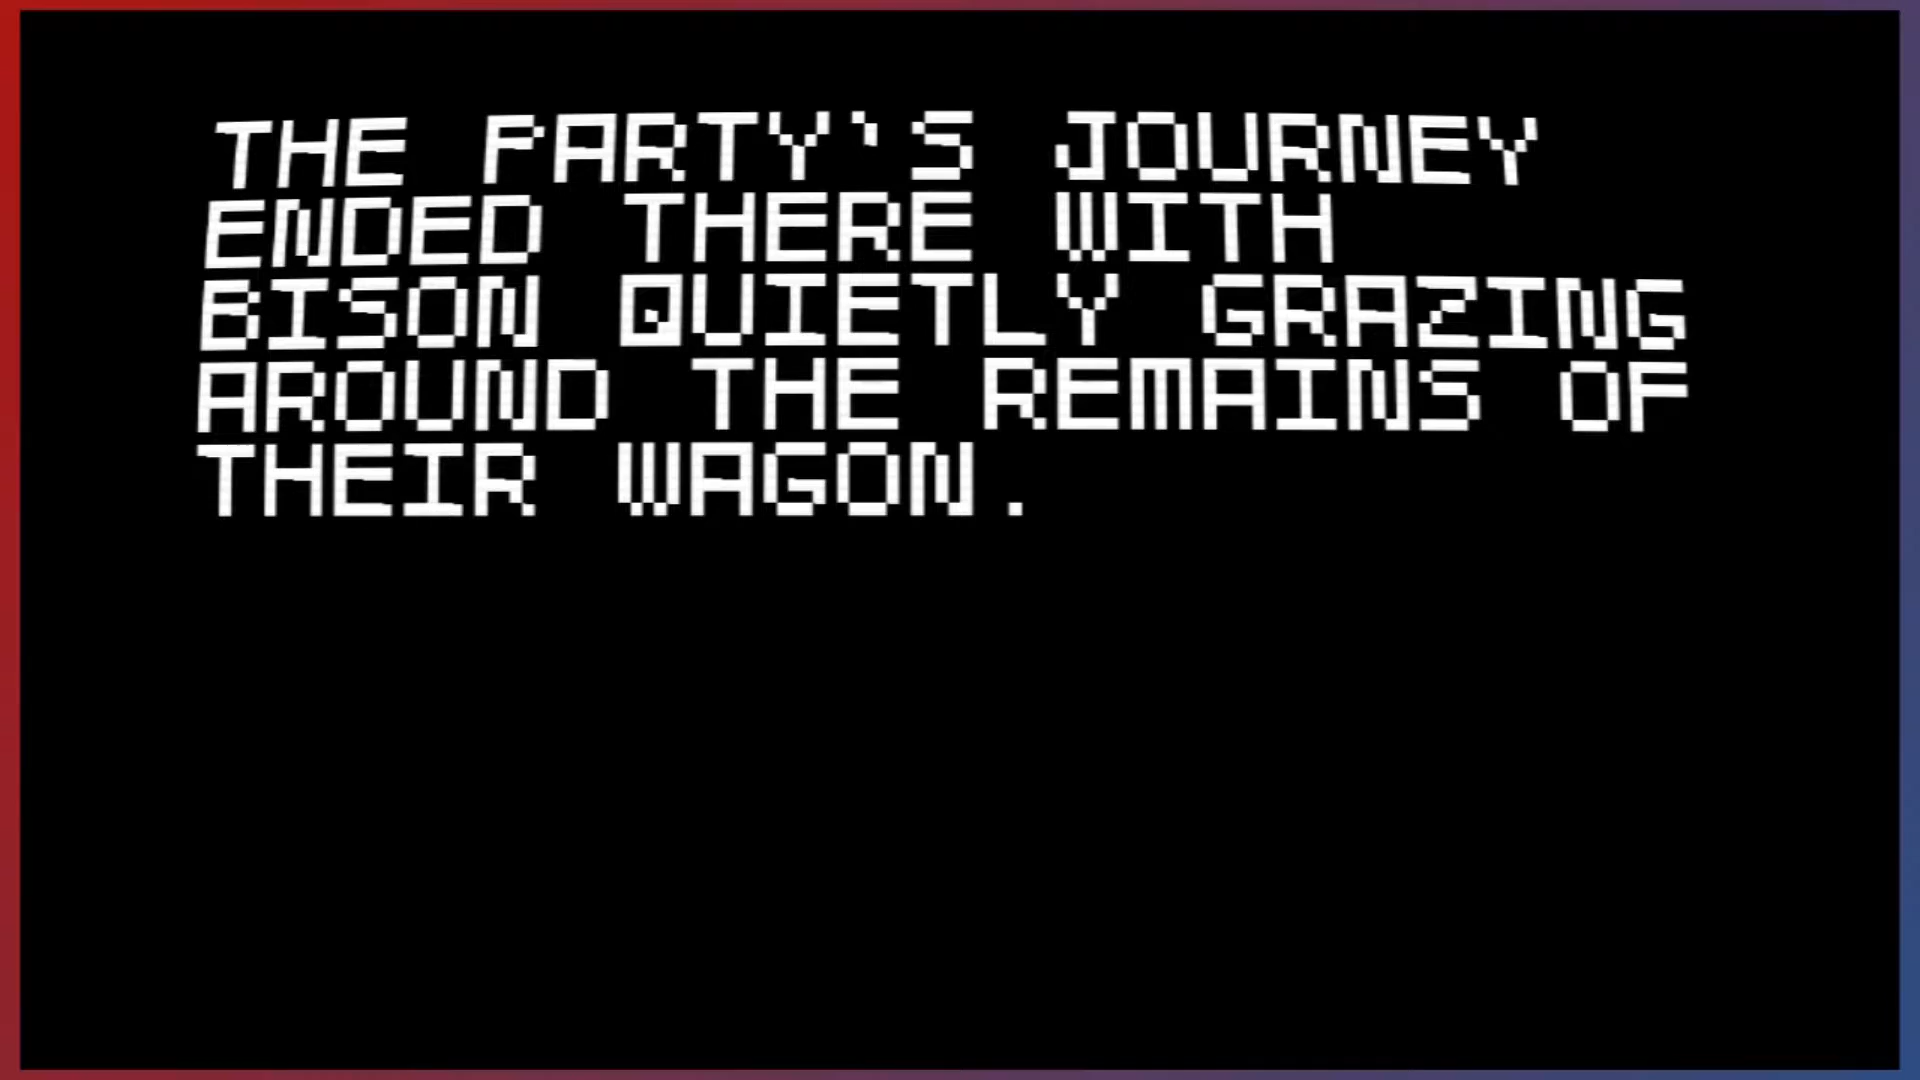 THE PARTY'S JOURNEY
ENDED THERE WITH
BISON QUIETLY GRAZING
AROUND THE REMAINS OF
THEIR WAGON.